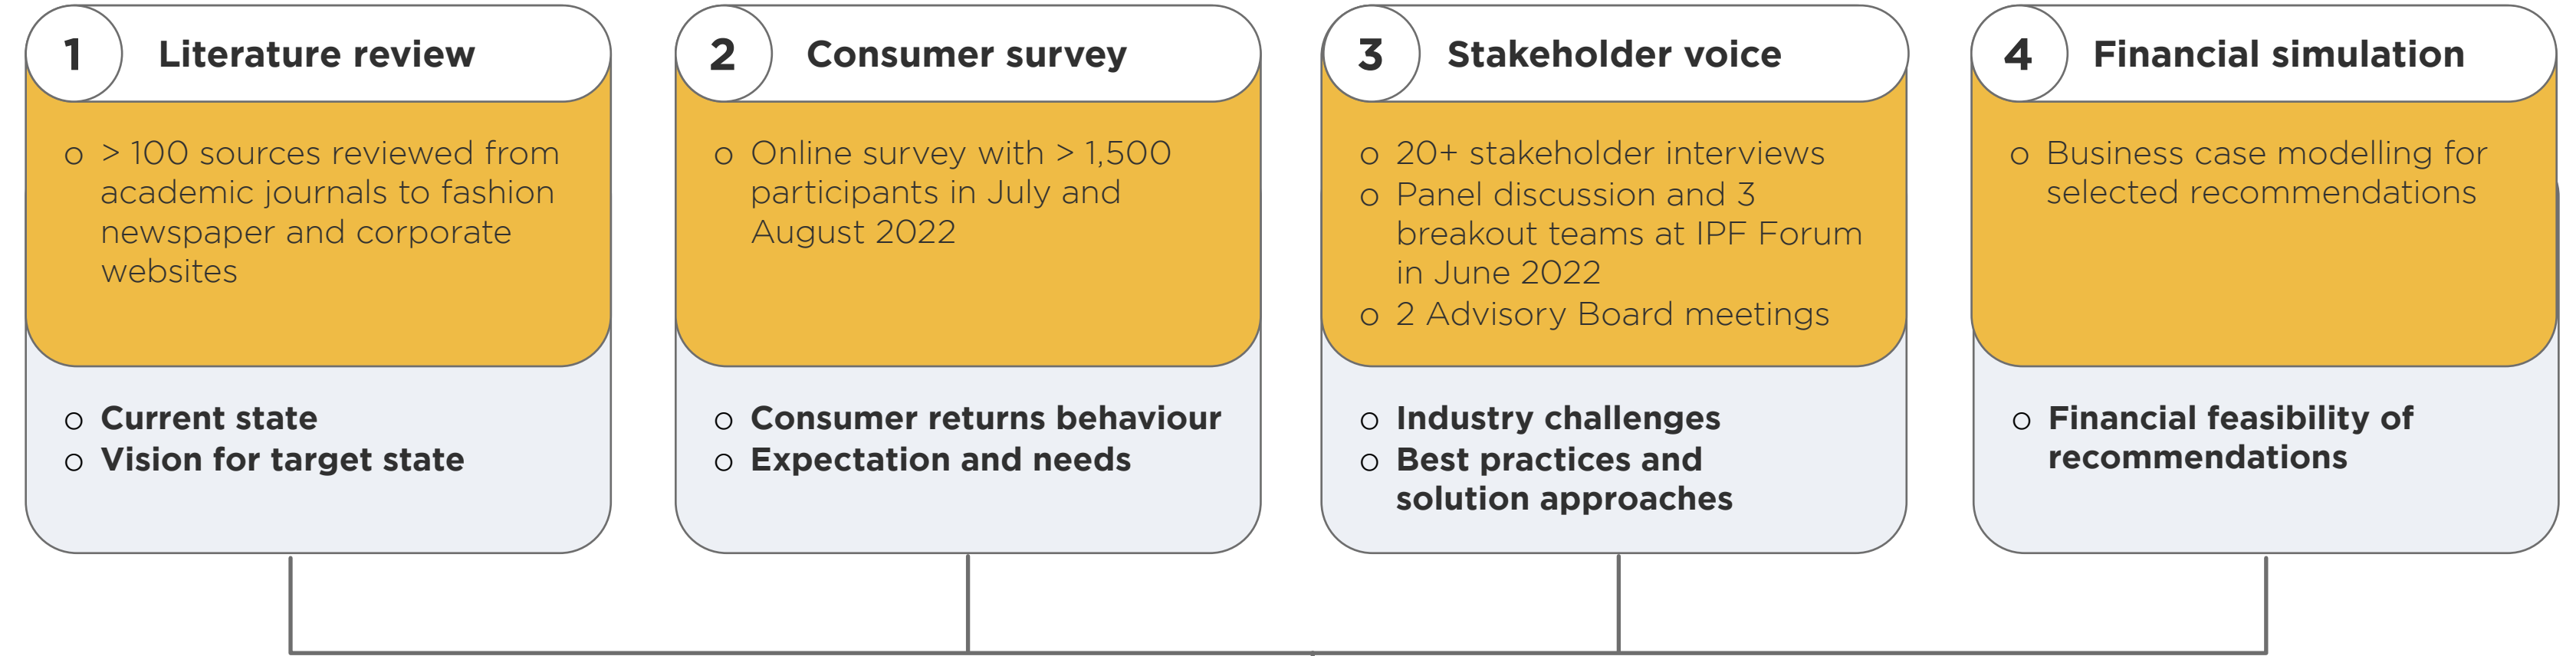 1 Literature review
o > 100 sources reviewed from
academic journals to fashion
newspaper and corporate
websites
o Current state
o Vision for target state
2 Consumer survey
o Online survey with > 1,500
participants in July and
August 2022
o Consumer returns behaviour
o Expectation and needs
3 Stakeholder voice
o 20+ stakeholder interviews
o Panel discussion and 3
breakout teams at IPF Forum
in June 2022
o 2 Advisory Board meetings
o Industry challenges
o Best practices and
solution approaches
4 Financial simulation
o Business case modelling for
selected recommendations
o Financial feasibility of
recommendations